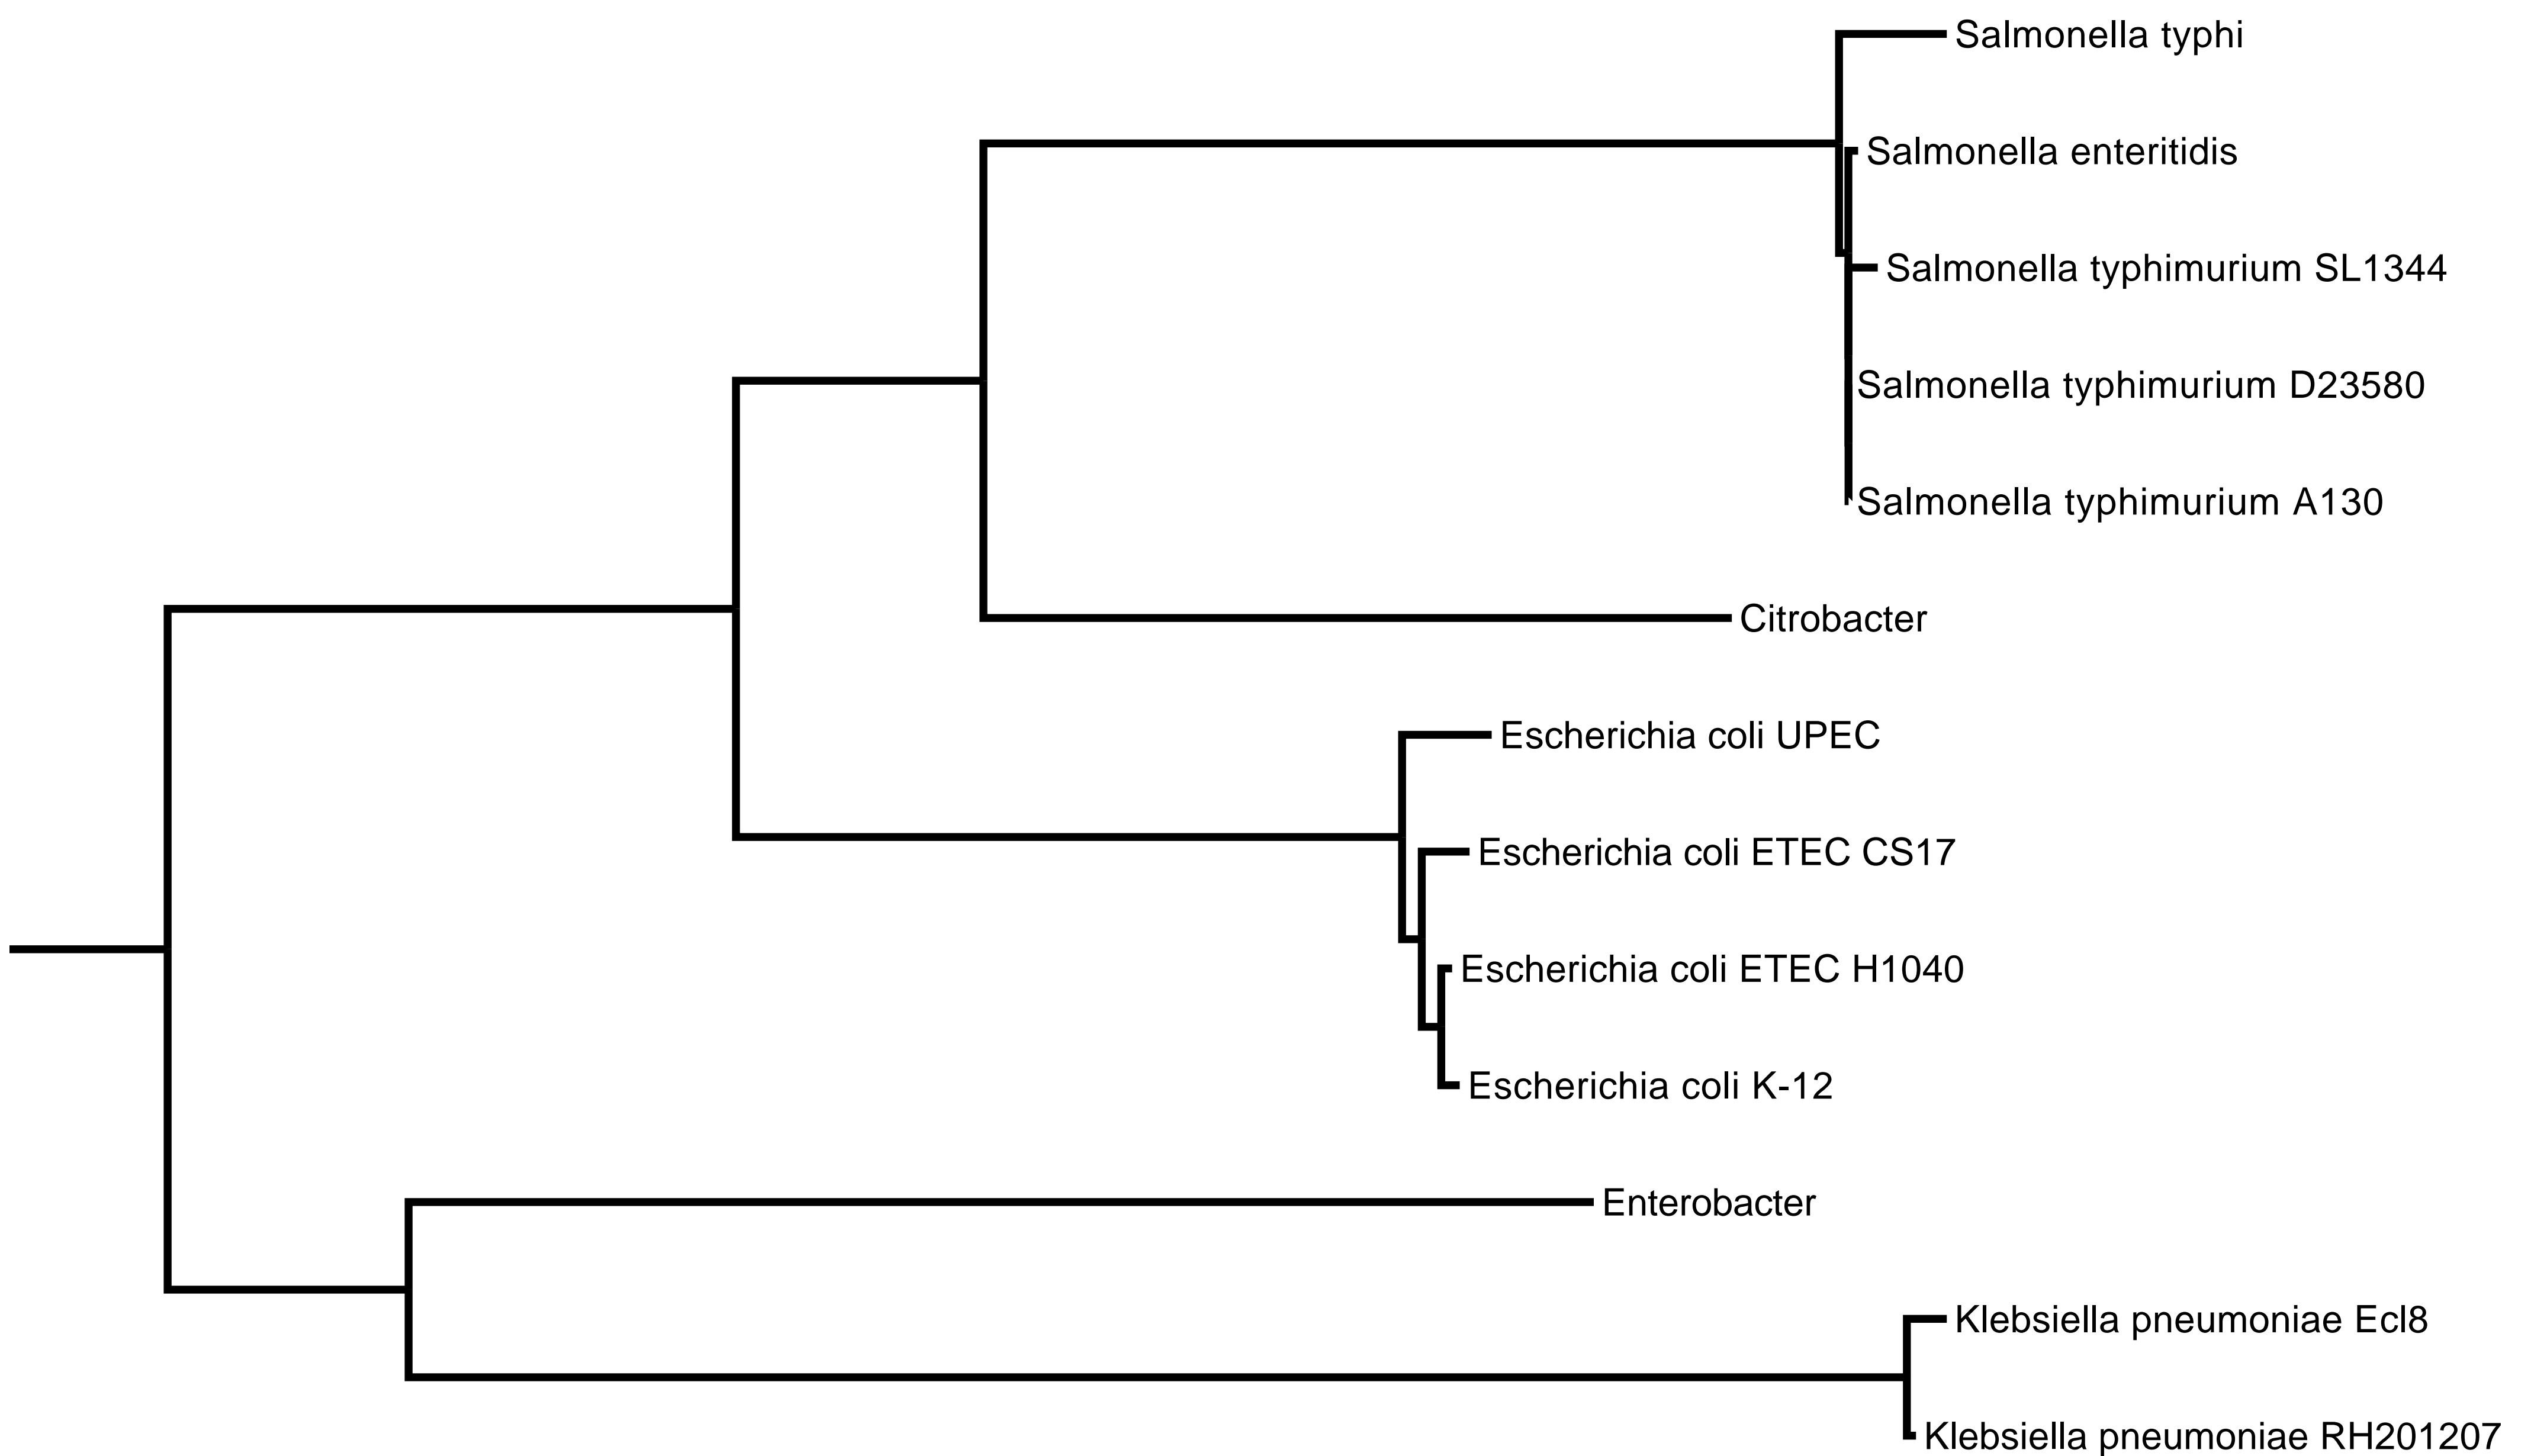 Salmonella typhi
Salmonella enteritidis
Salmonella typhimurium SL1344
Salmonella typhimurium D23580
Salmonella typhimurium A130
Citrobacter
Escherichia coli UPEC
Escherichia coli ETEC CS17
Escherichia coli ETEC H1040
Escherichia coli K-12
Enterobacter
Klebsiella pneumoniae Ecl8
Klebsiella pneumoniae RH201207